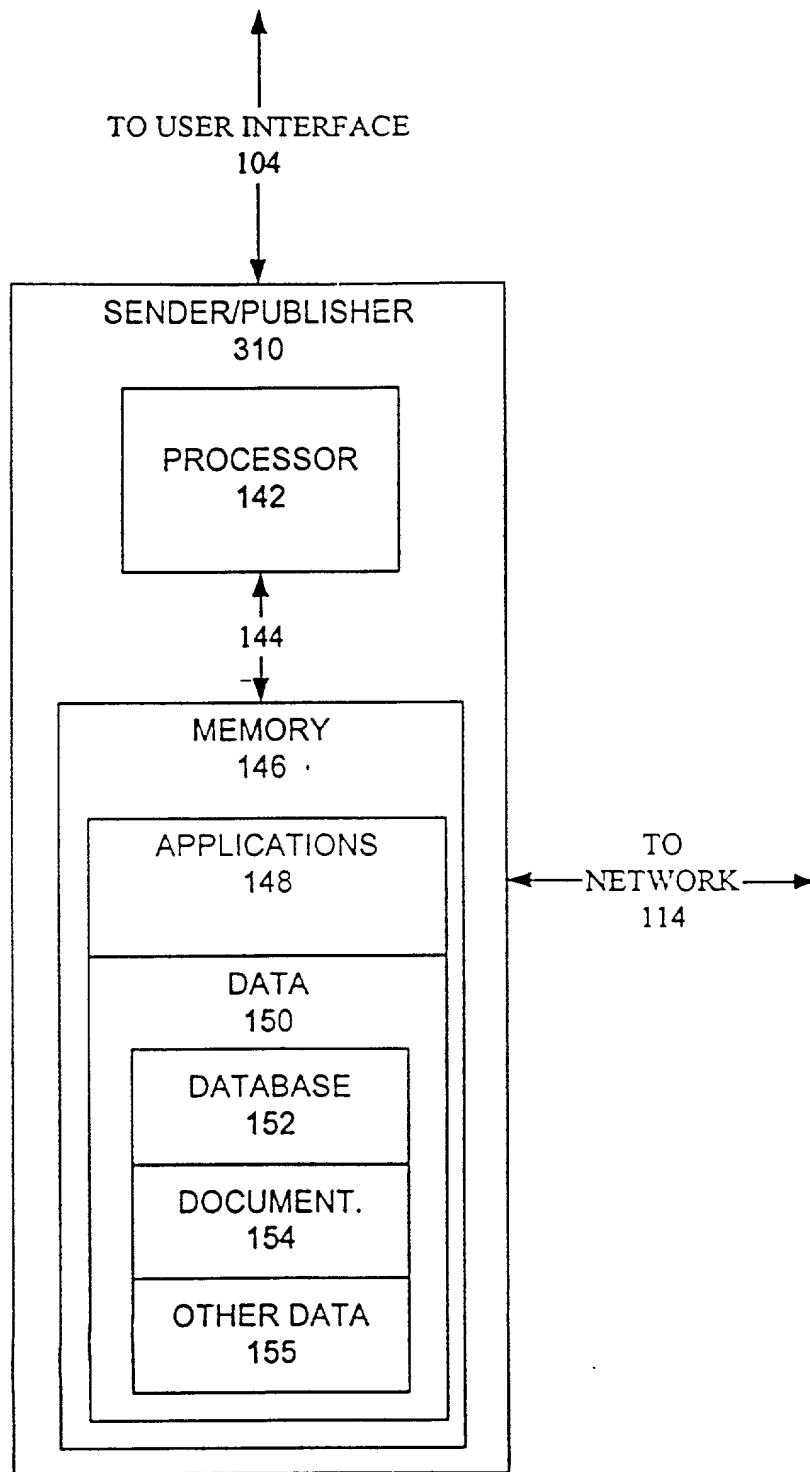 TO USER INTERFACE
104
SENDER/PUBLISHER
310
PROCESSOR
142
144
MEMORY
146
APPLICATIONS
148
TO
NETWORK
114
DATA
150
DATABASE
152
DOCUMENT.
154
OTHER DATA
155